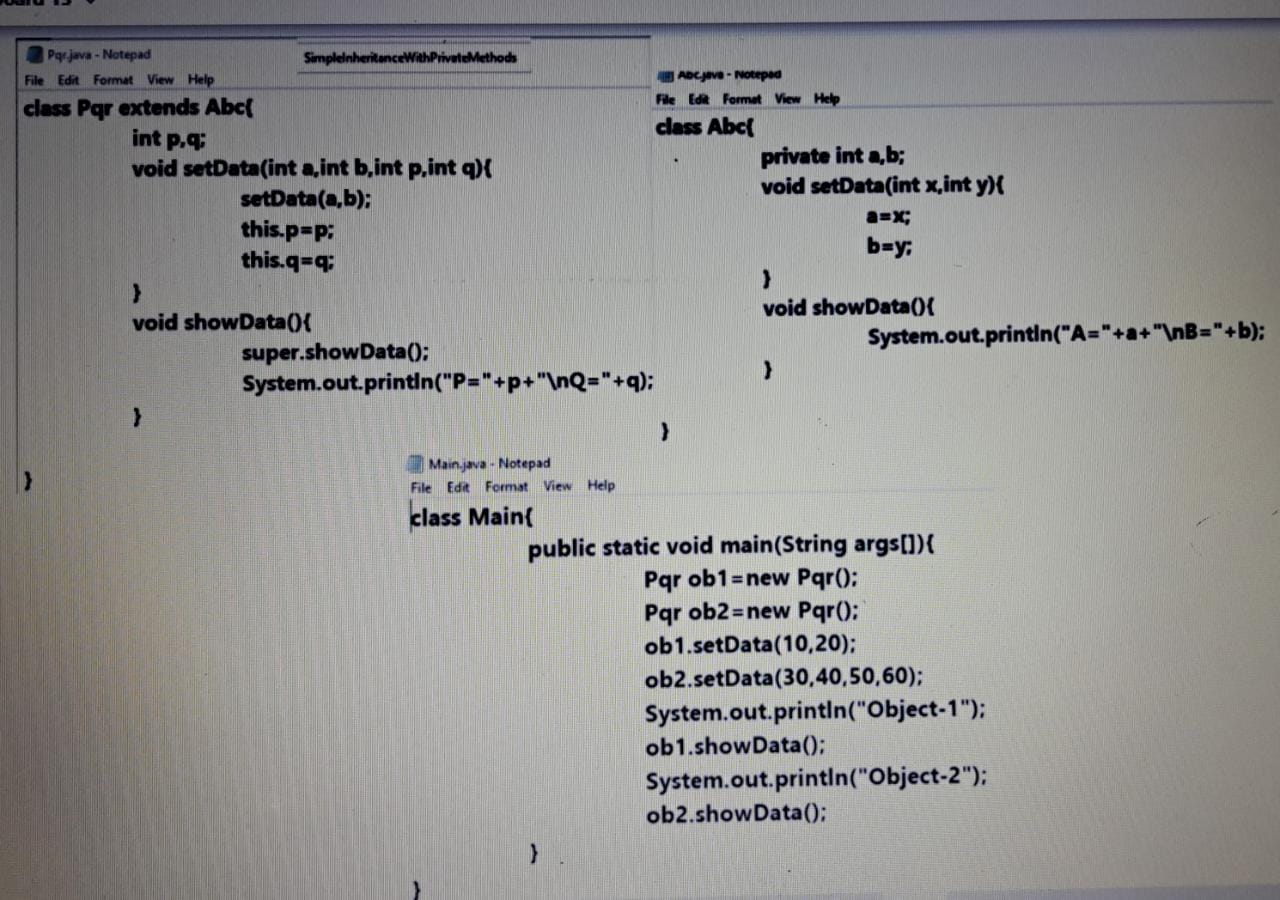 Pqr.java - Notepad
SimpleInheritanceWithPrivateMethods
File Edit Format View Help
class Pqr extends Abc{
int p,q;
void setData(int a,int b,int p,int q){
setData(a,b);
this.p=p;
this.q=q;
}
void showData(){
super.showData();
System.out.println("P="+p+"\nQ="+q);
}
}
Abc.java - Notepad
File Edit Format View Help
class Abc{
private int a,b;
void setData(int x,int y){
a=x;
b=y;
}
void showData(){
System.out.println("A="+a+"\nB="+b);
}
}
Main.java - Notepad
File Edit Format View Help
class Main{
public static void main(String args[]){
Pqr ob1=new Pqr();
Pqr ob2=new Pqr();
ob1.setData(10,20);
ob2.setData(30,40,50,60);
System.out.println("Object-1");
ob1.showData();
System.out.println("Object-2");
ob2.showData();
}
}